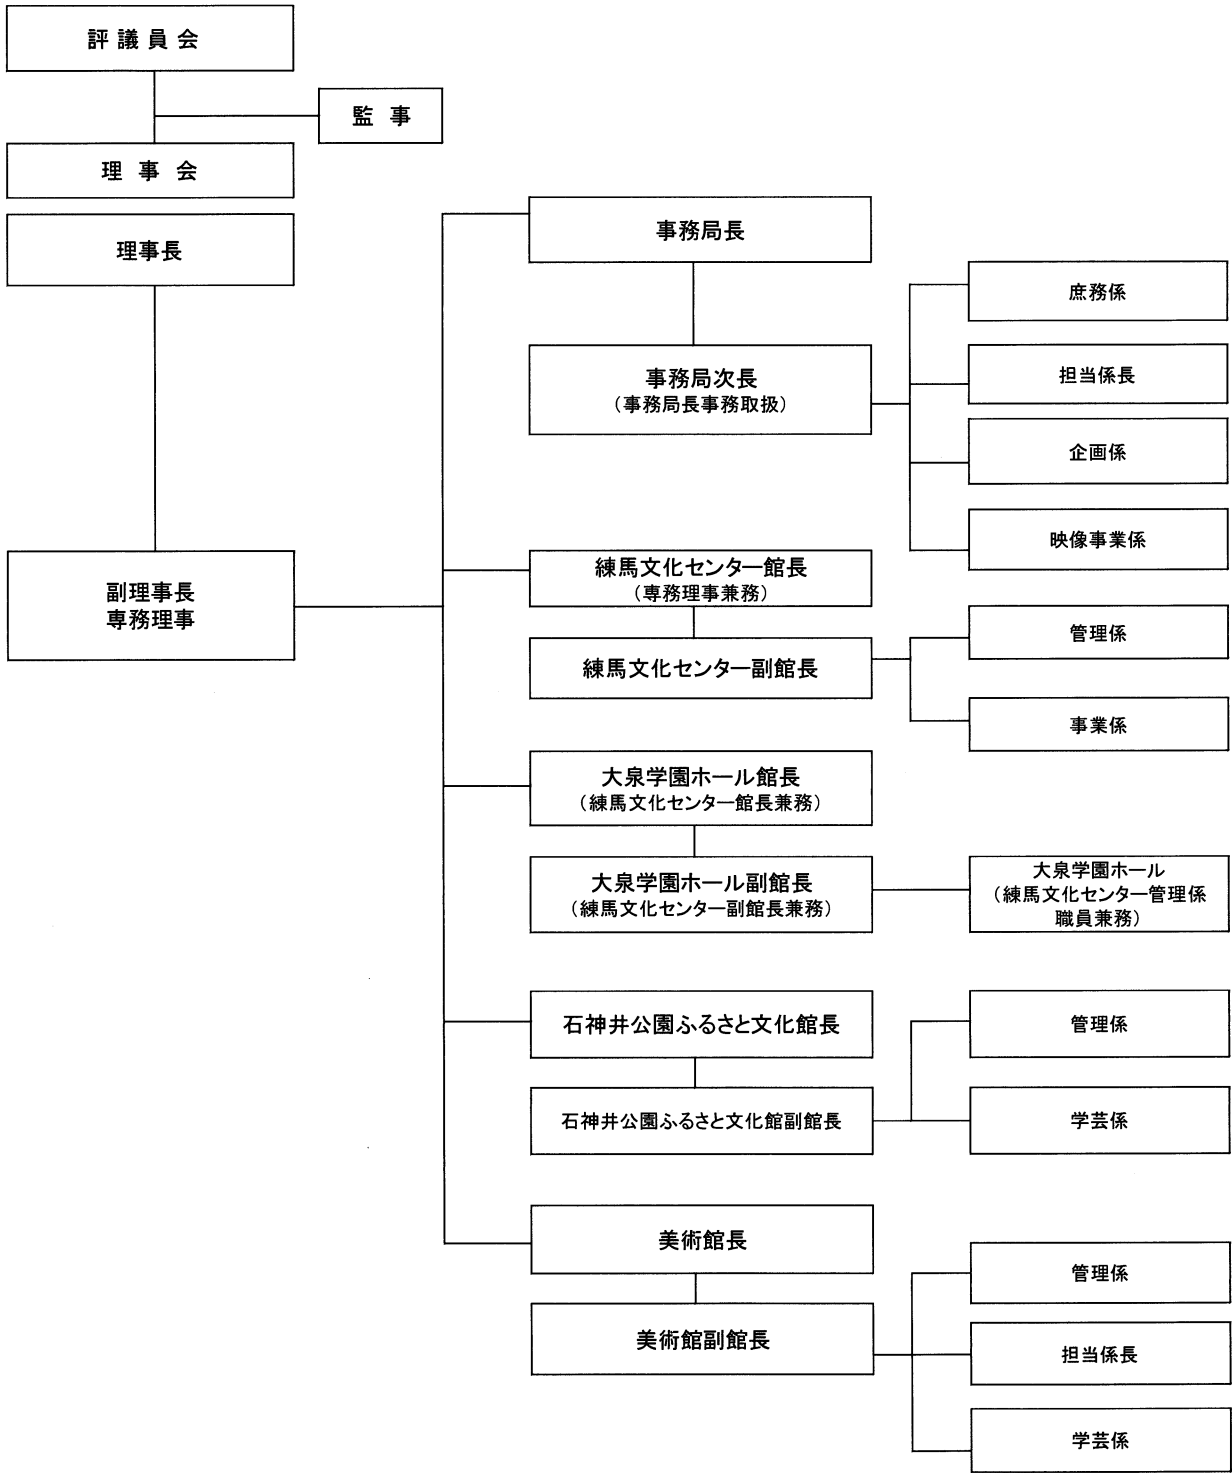 評議員会
監事
理事会
理事長
副理事長
専務理事
事務局長
事務局次長
（事務局長事務取扱）
庶務係
担当係長
企画係
映像事業係
練馬文化センター館長
（専務理事兼務）
練馬文化センター副館長
管理係
事業係
大泉学園ホール館長
（練馬文化センター館長兼務）
大泉学園ホール副館長
（練馬文化センター副館長兼務）
大泉学園ホール
（練馬文化センター管理係
職員兼務）
石神井公園ふるさと文化館長
石神井公園ふるさと文化館副館長
管理係
学芸係
美術館長
美術館副館長
管理係
担当係長
学芸係